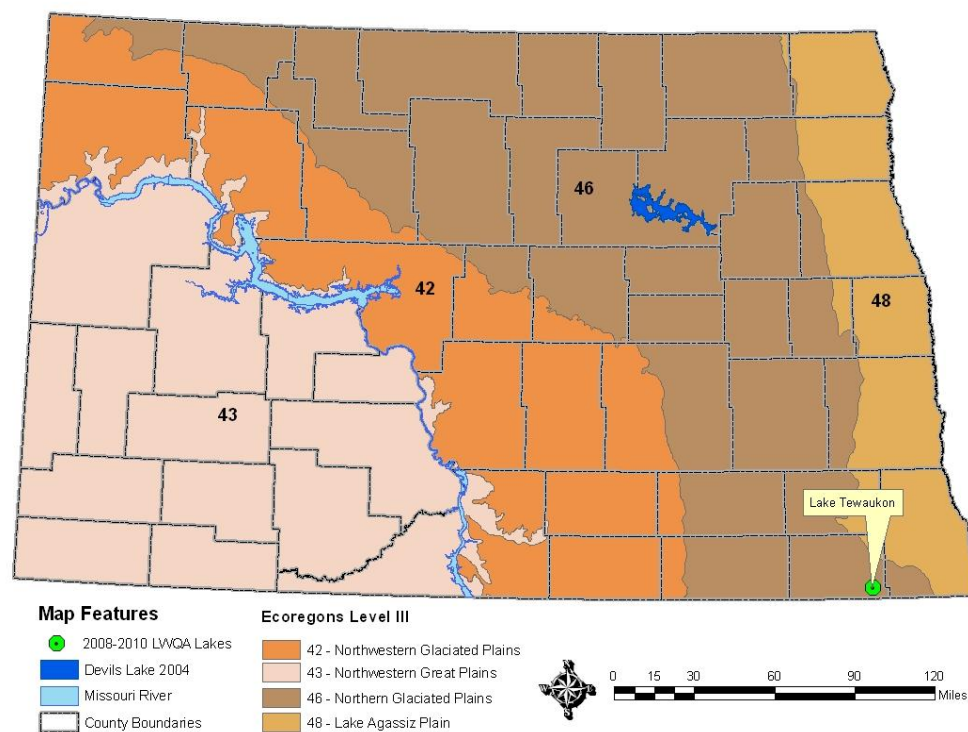 46
42
48
43
Lake Tewaukon
Map Features
2008-2010 LWQA Lakes
Devils Lake 2004
Missouri River
County Boundaries
Ecoregons Level III
42 - Northwestern Glaciated Plains
43 - Northwestern Great Plains
46 - Northern Glaciated Plains
48 - Lake Agassiz Plain
0 15 30 60 90 120
Miles